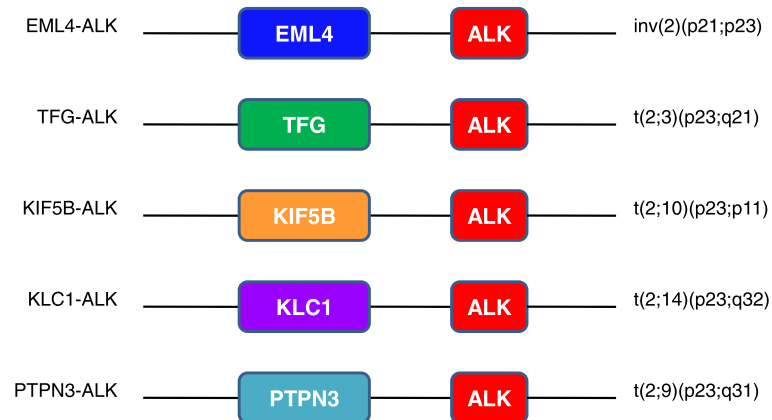 EML4-ALK EML4 ALK inv(2)(p21;p23)
TFG-ALK TFG ALK t(2;3)(p23;q21)
KIF5B-ALK KIF5B ALK t(2;10)(p23;p11)
KLC1-ALK KLC1 ALK t(2;14)(p23;q32)
PTPN3-ALK PTPN3 ALK t(2;9)(p23;q31)